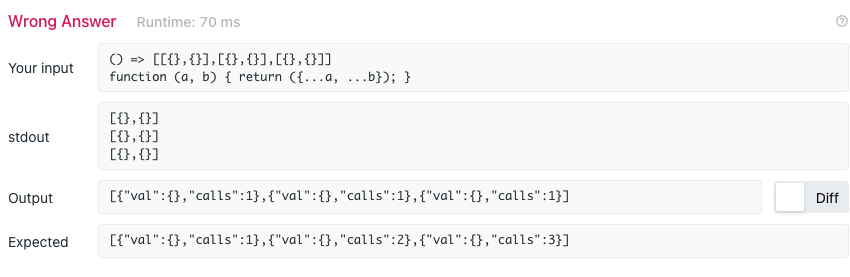 Wrong Answer Runtime: 70 ms
Your input
() => [[{},{}],[{},{}],[{},{}]]
function (a, b) { return ({...a, ...b}); }
stdout
[{},{}]
[{},{}]
[{},{}]
Output
[{"val":{},"calls":1},{"val":{},"calls":1},{"val":{},"calls":1}]
Diff
Expected
[{"val":{},"calls":1},{"val":{},"calls":2},{"val":{},"calls":3}]